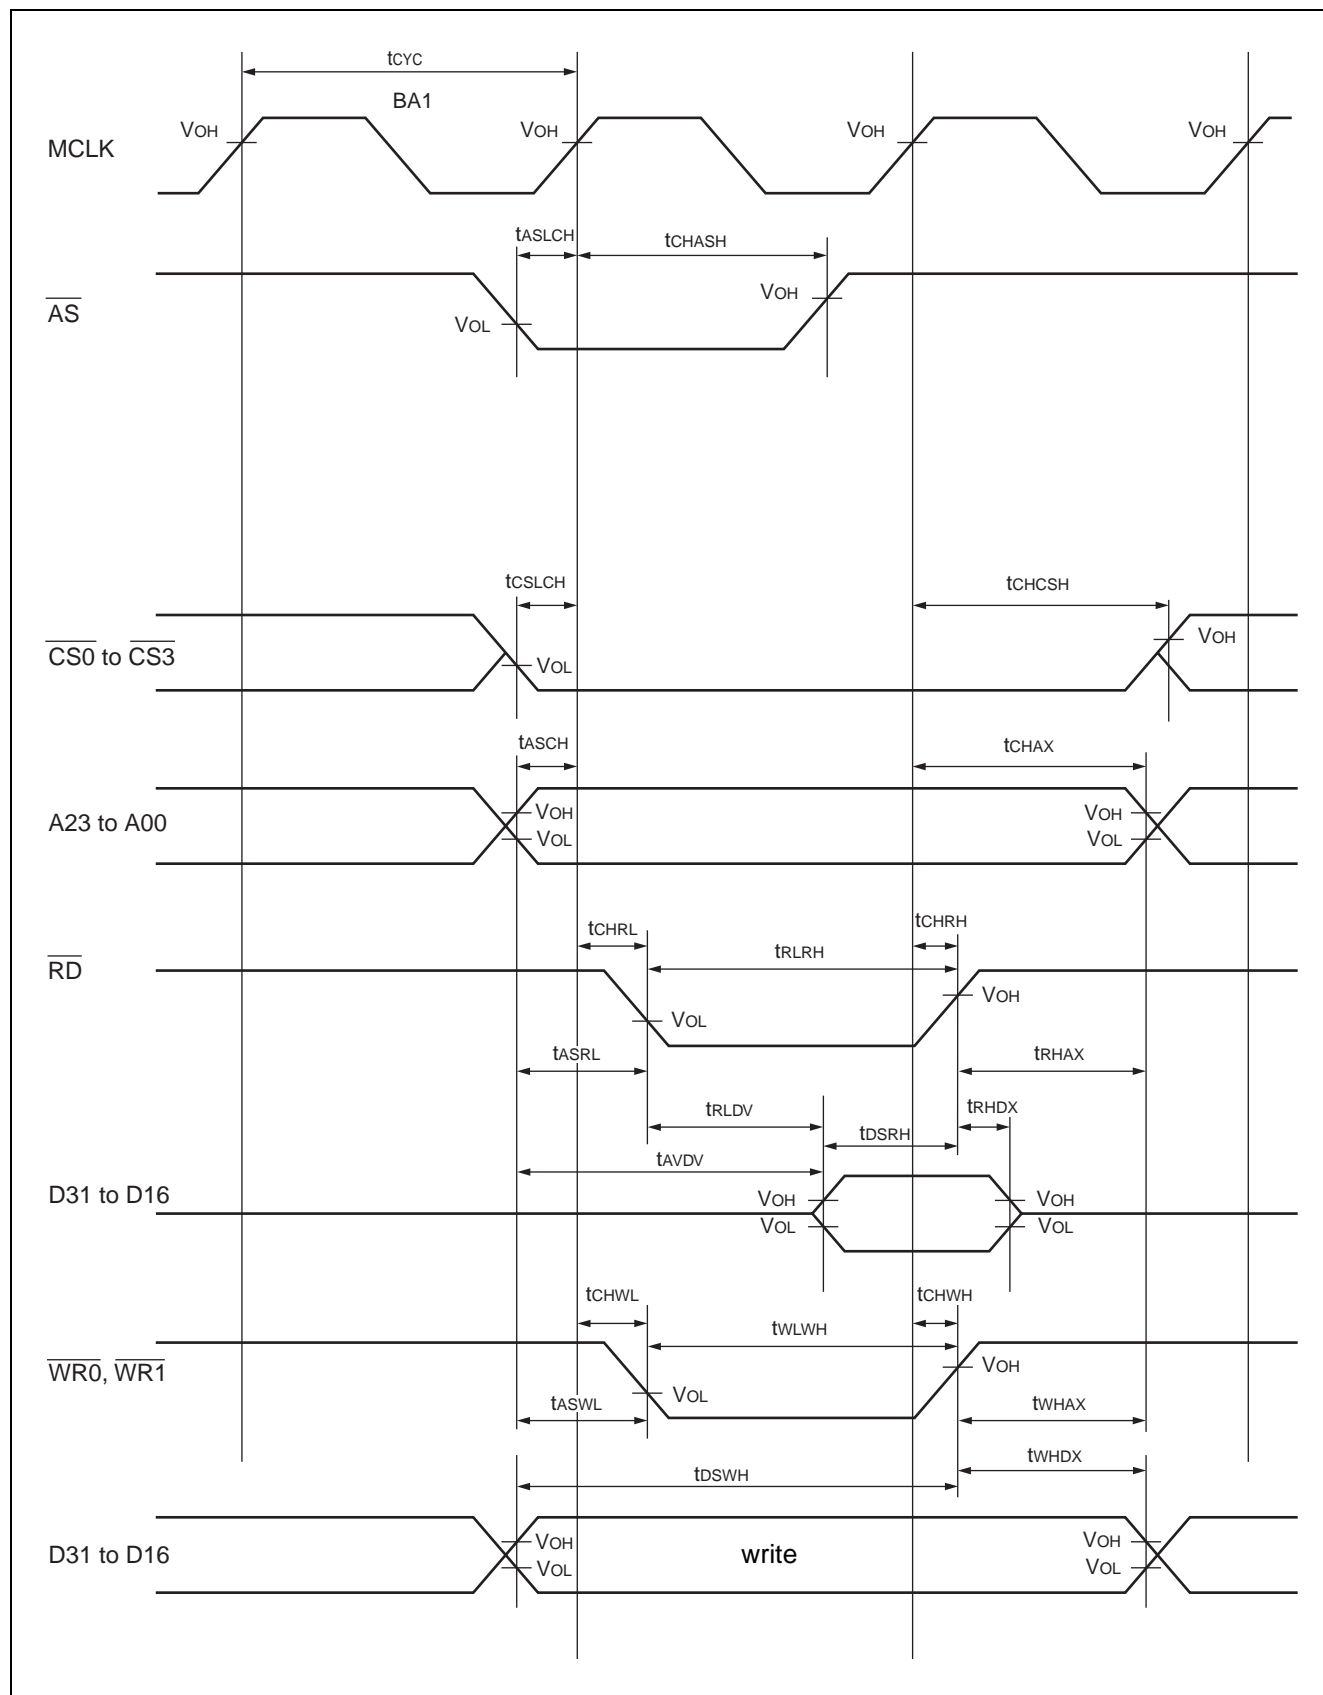 tCYC
BA1
VOH VOH VOH VOH
MCLK
tASLCH tCHASH
VOH
AS
VOL
tCSLCH tCHCSH
VOH
CS0 to CS3
VOL
tASCH tCHAX
VOH VOH
A23 to A00
VOL VOL
tCHRL tCHRH
tRLRH
RD
VOH
VOL
tASRL tRHAX
tRLDV tRHDX
tDSRH
tAVDV
D31 to D16
VOH VOH
VOL VOL
tCHWL tCHWH
tWLWH
WR0, WR1
VOH
VOL
tASWL tWHAX
tDSWH tWHDX
VOH VOH
D31 to D16 write
VOL VOL